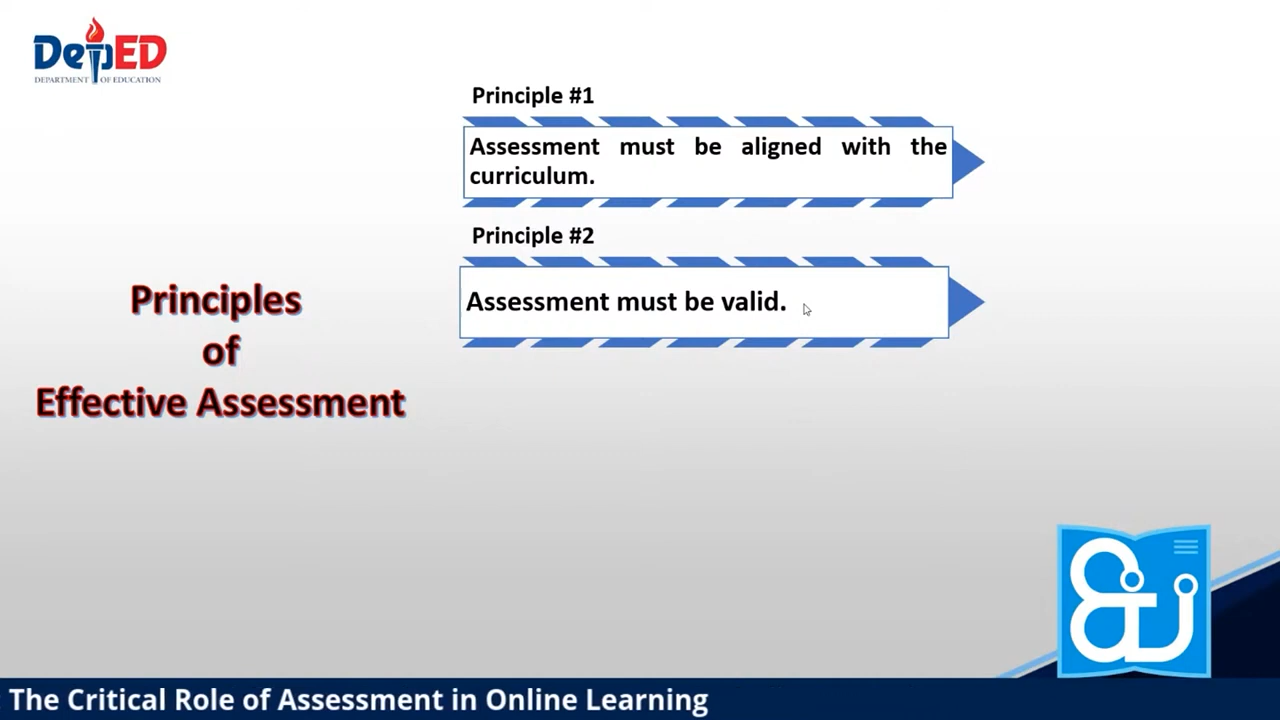 DepED
DEPARTMENT OF EDUCATION
Principles
of
Effective Assessment
Principle #1
Assessment must be aligned with the
curriculum.
Principle #2
Assessment must be valid.
The Critical Role of Assessment in Online Learning